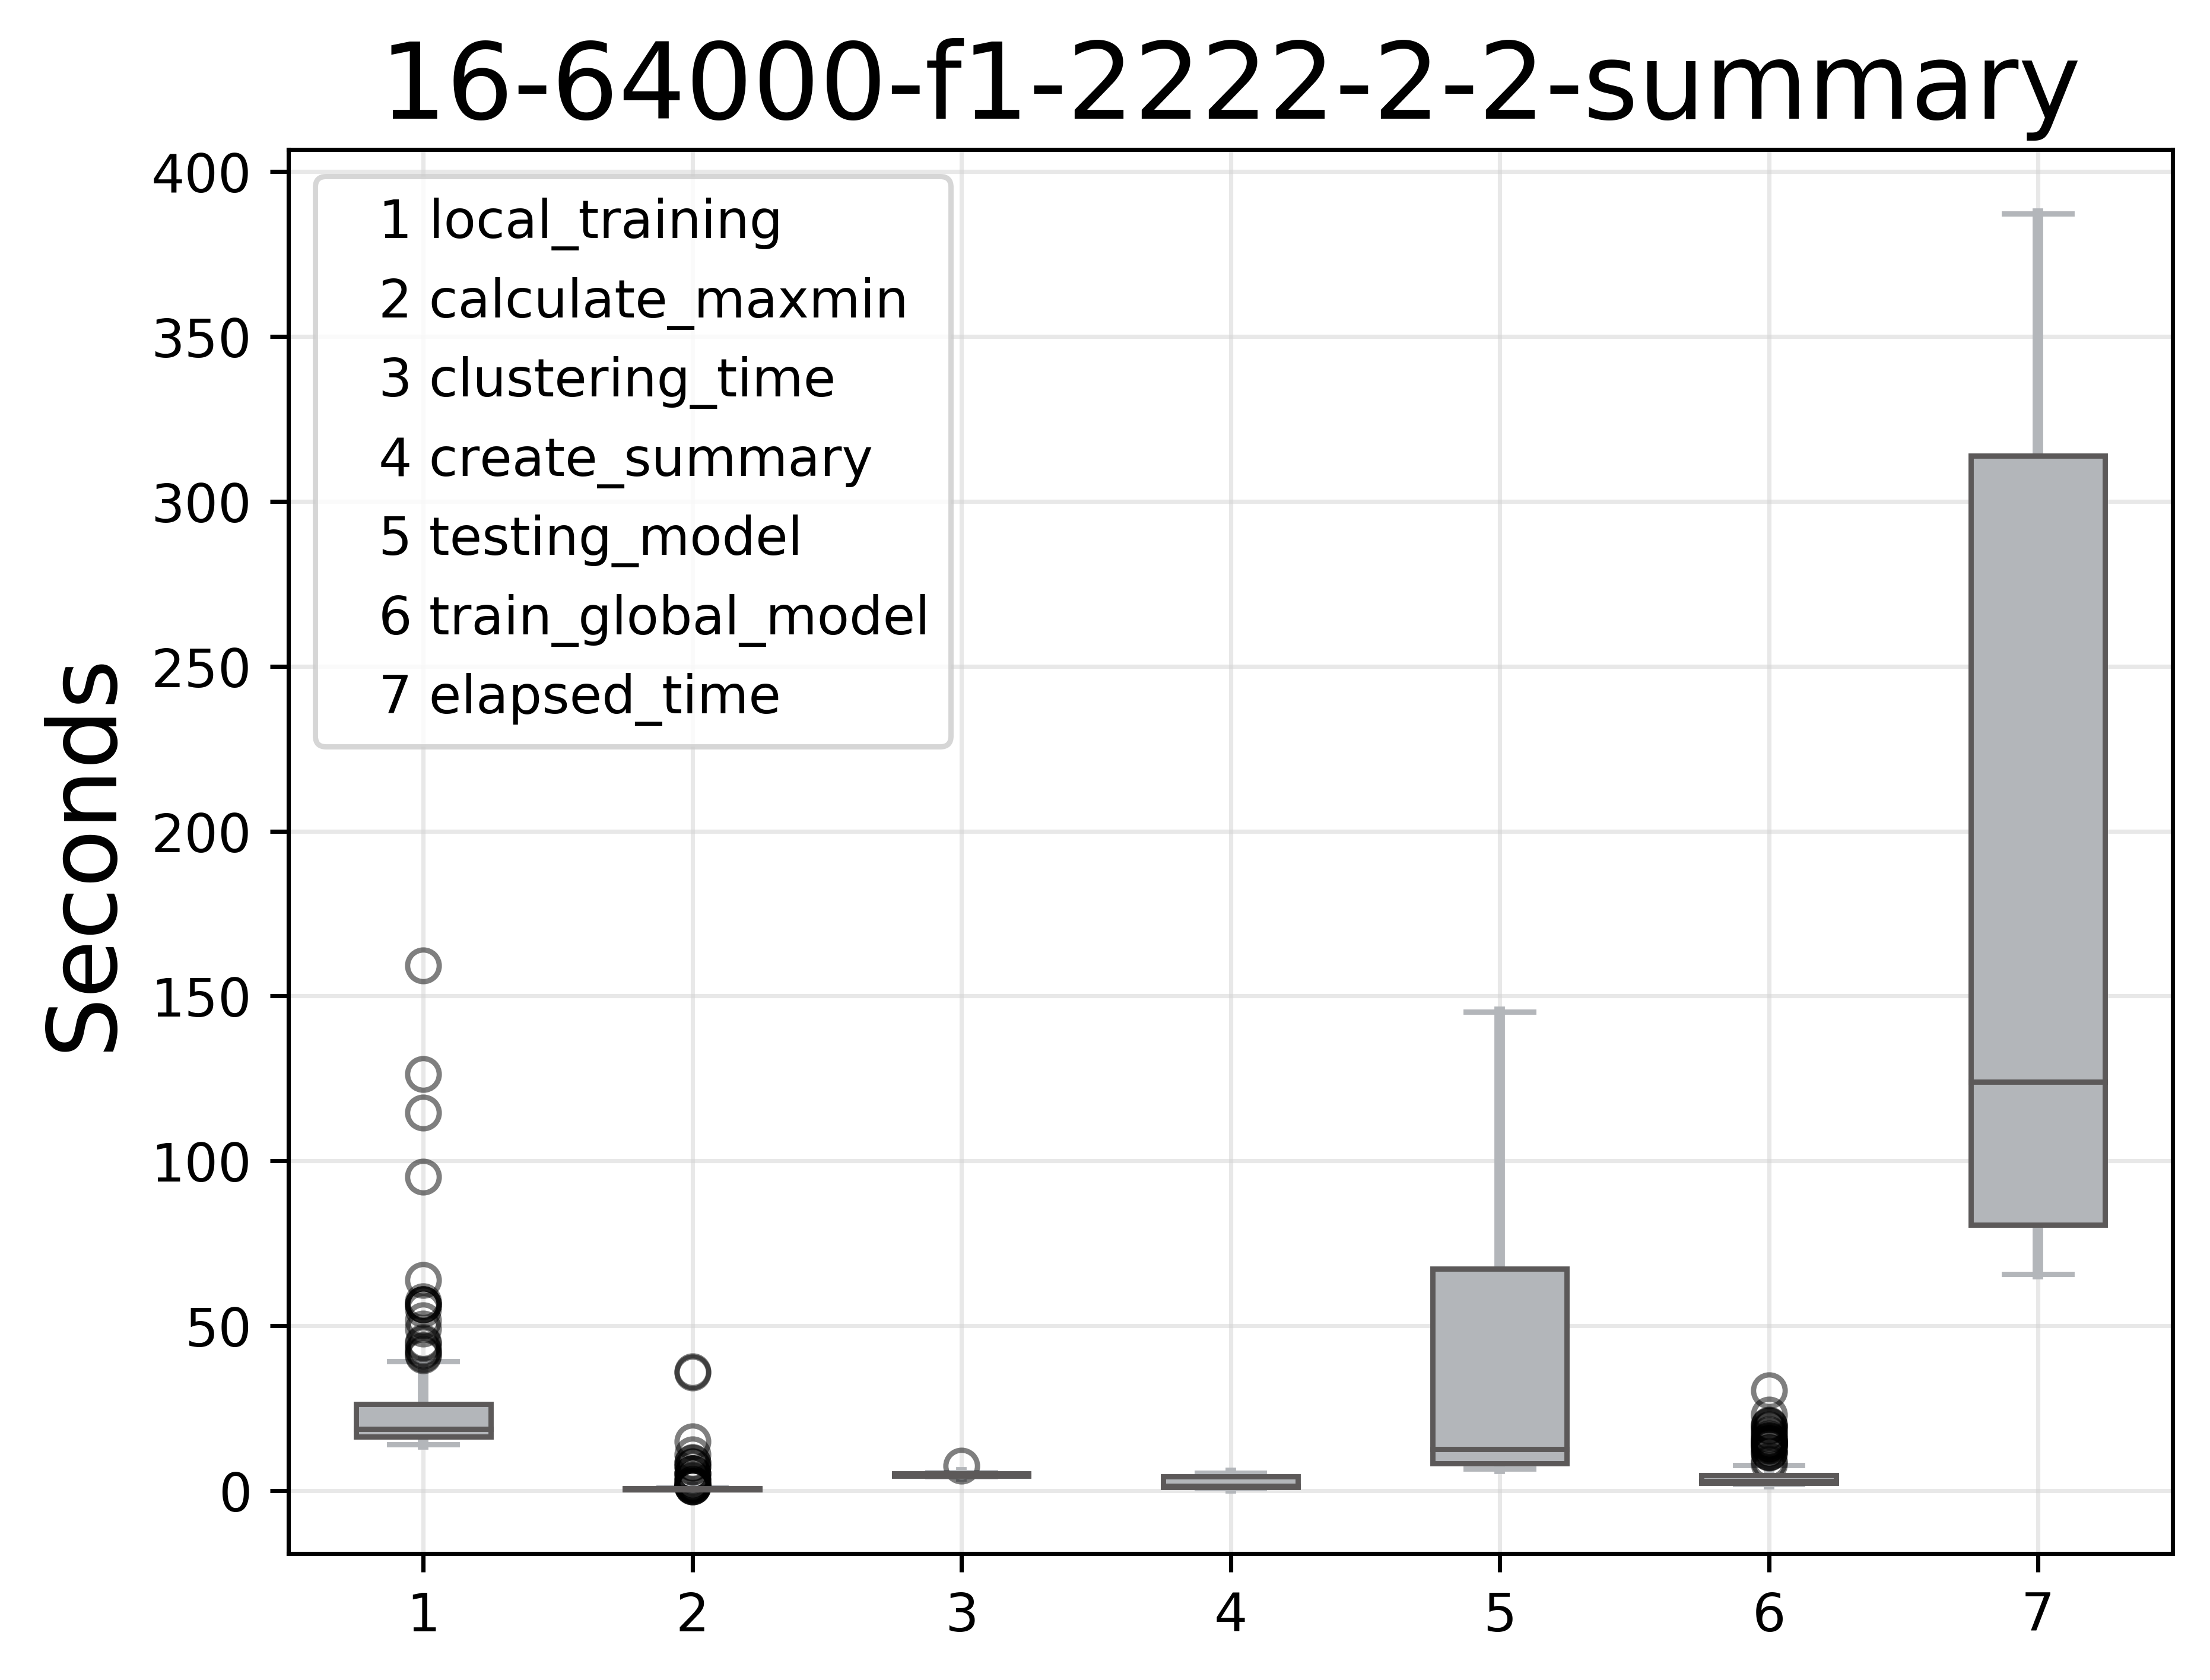 16-64000-f1-2222-2-2-summary
Seconds
400
350
300
250
200
150
100
50
0
1 local_training
2 calculate_maxmin
3 clustering_time
4 create_summary
5 testing_model
6 train_global_model
7 elapsed_time
1 2 3 4 5 6 7